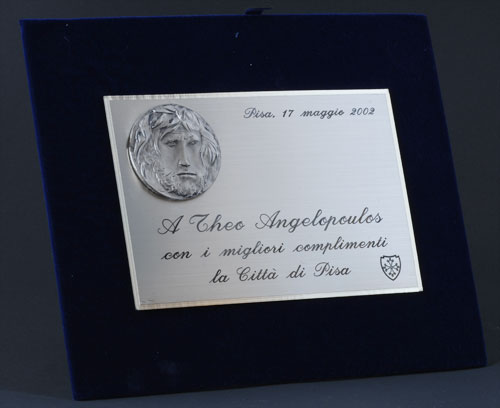 Pisa, 17 maggio 2002
A Theo Angelopoulos
con i migliori complimenti
la Città di Pisa